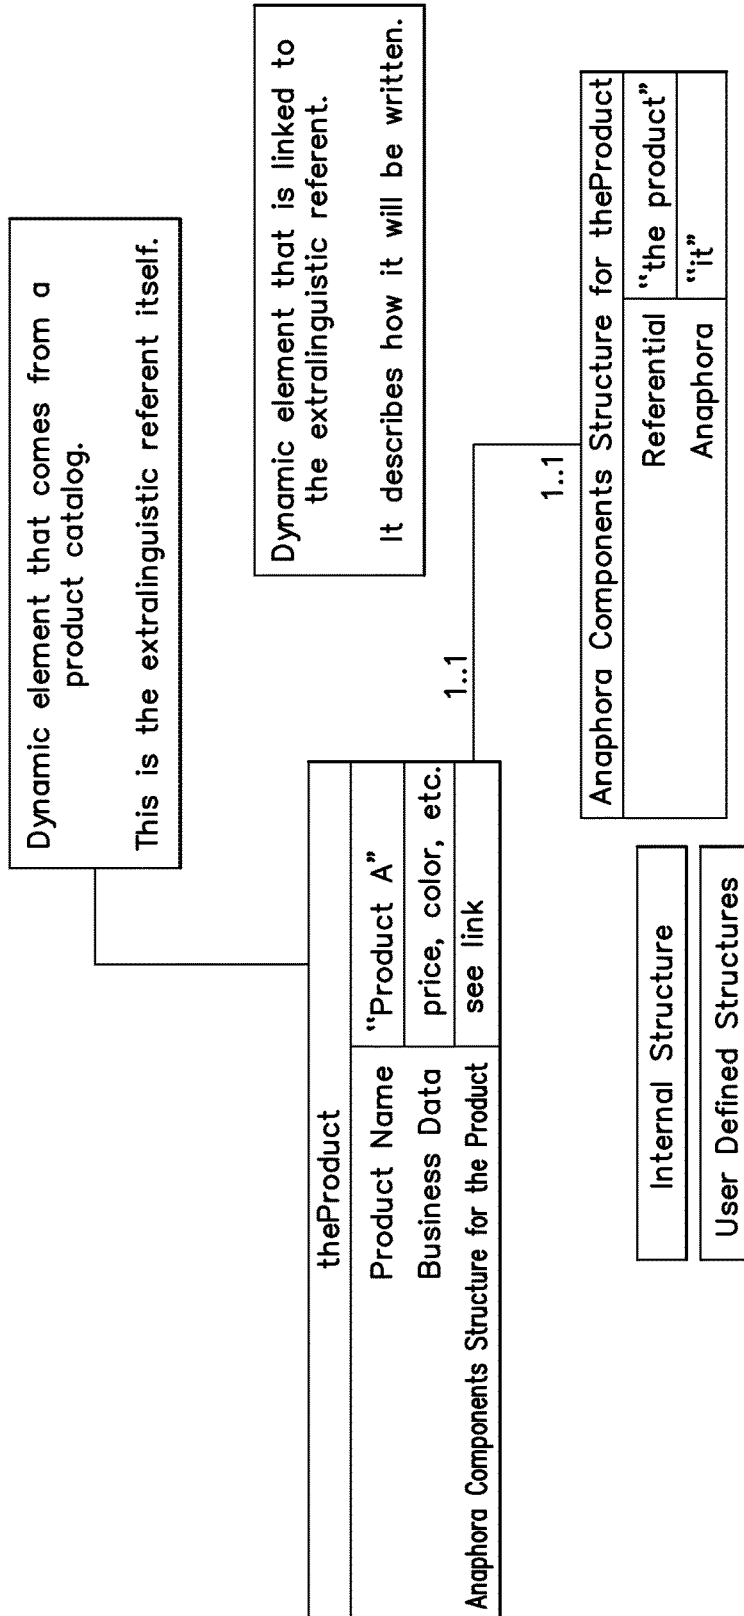 Dynamic element that comes from a
product catalog.
This is the extralinguistic referent itself.
Dynamic element that is linked to
the extralinguistic referent.
It describes how it will be written.
theProduct
Product Name "Product A"
Business Data price, color, etc.
Anaphora Components Structure for the Product see link
1..1
1..1
Anaphora Components Structure for theProduct
Referential "the product"
Anaphora "it"
Internal Structure
User Defined Structures